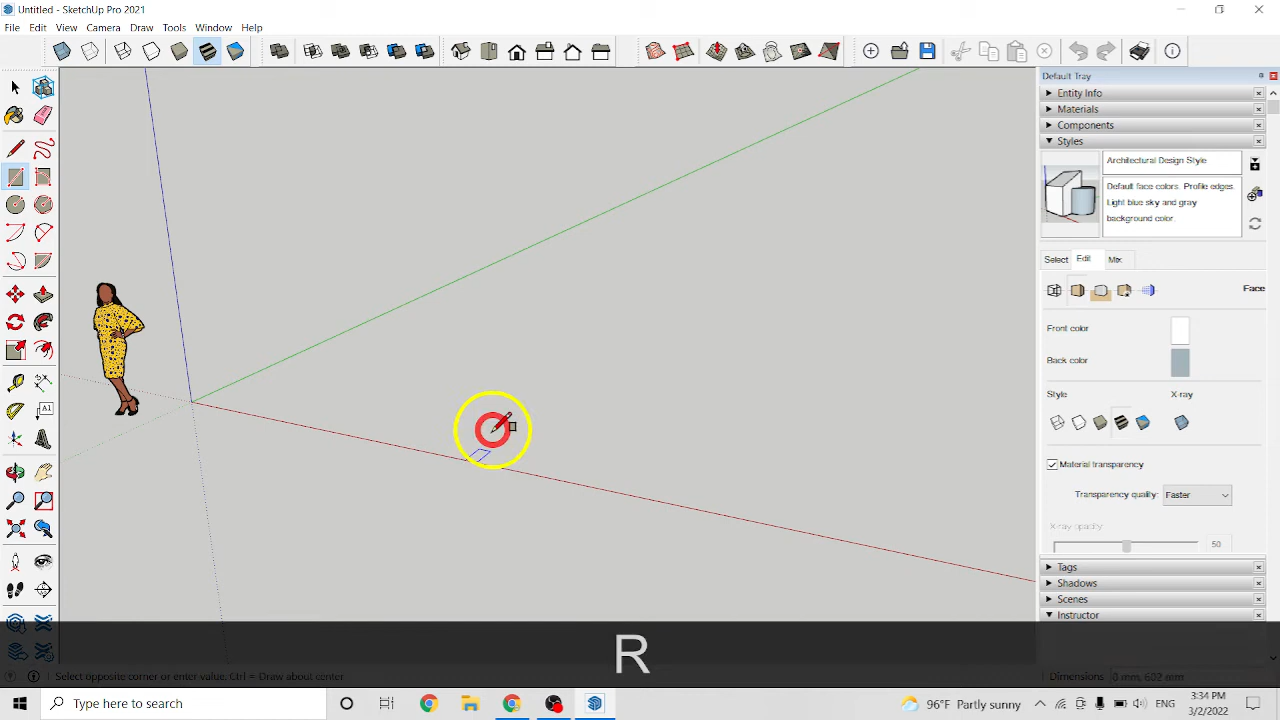 Untitled - SketchUp Pro 2021
File Edit View Camera Draw Tools Window Help
Default Tray
Entity Info
Materials
Components
Styles
Architectural Design Style
Default face colors. Profile edges.
Light blue sky and gray
background color.
Select Edit Mix
Face
Front color
Back color
Style X-ray
Material transparency
Transparency quality: Faster
X-ray opacity
50
Tags
Shadows
Scenes
Instructor
A1
R
Select opposite corner or enter value. Ctrl = Draw about center
Dimensions 0 mm, 602 mm
Type here to search
96°F Partly sunny
ENG
3:34 PM
3/2/2022